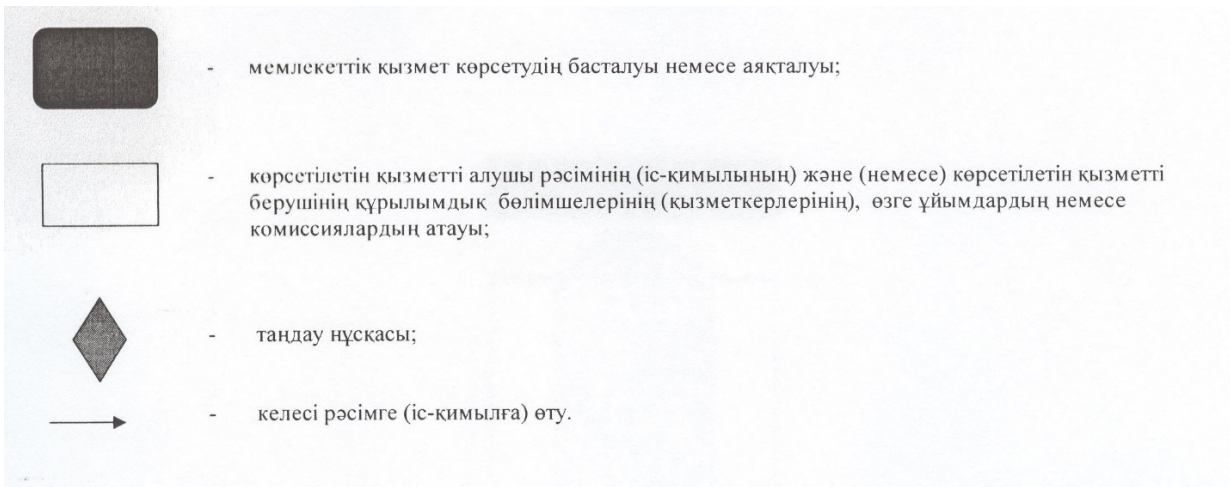 - мемлекеттік қызмет көрсетудің басталуы немесе аяқталуы;
- көрсетілетін қызметті алушы рәсімінің (іс-қимылының) және (немесе) көрсетілетін қызметті
берушінің құрылымдық бөлімшелерінің (қызметкерлерінің), өзге ұйымдардың немесе
комиссиялардың атауы;
- таңдау нұсқасы;
- келесі рәсімге (іс-қимылға) өту.